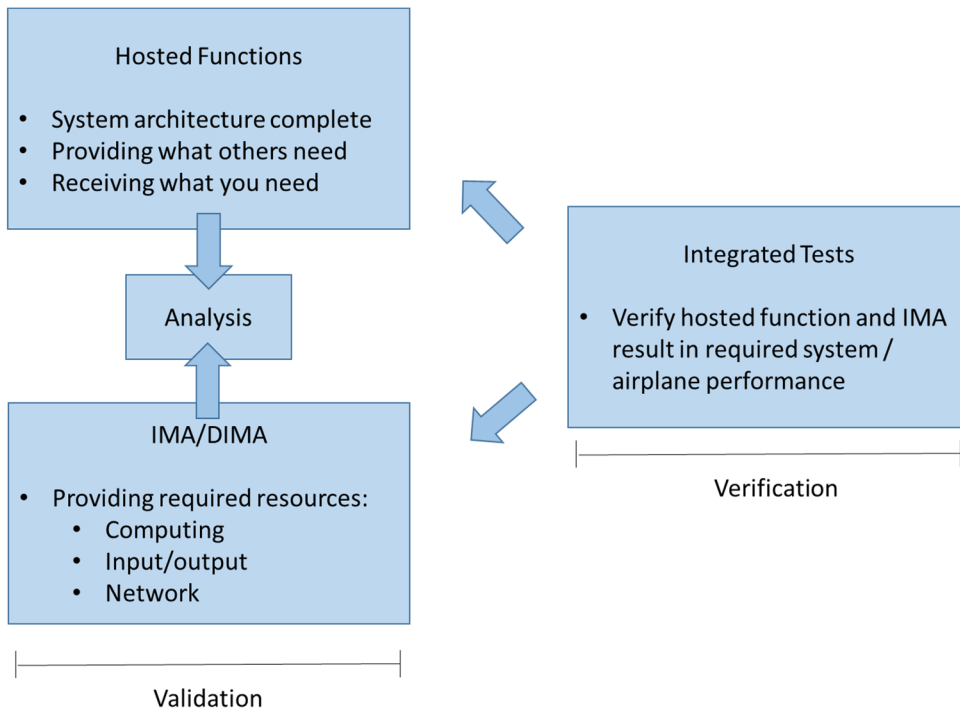 Hosted Functions
• System architecture complete
• Providing what others need
• Receiving what you need
Analysis
IMA/DIMA
• Providing required resources:
• Computing
• Input/output
• Network
Validation
Integrated Tests
• Verify hosted function and IMA
result in required system /
airplane performance
Verification